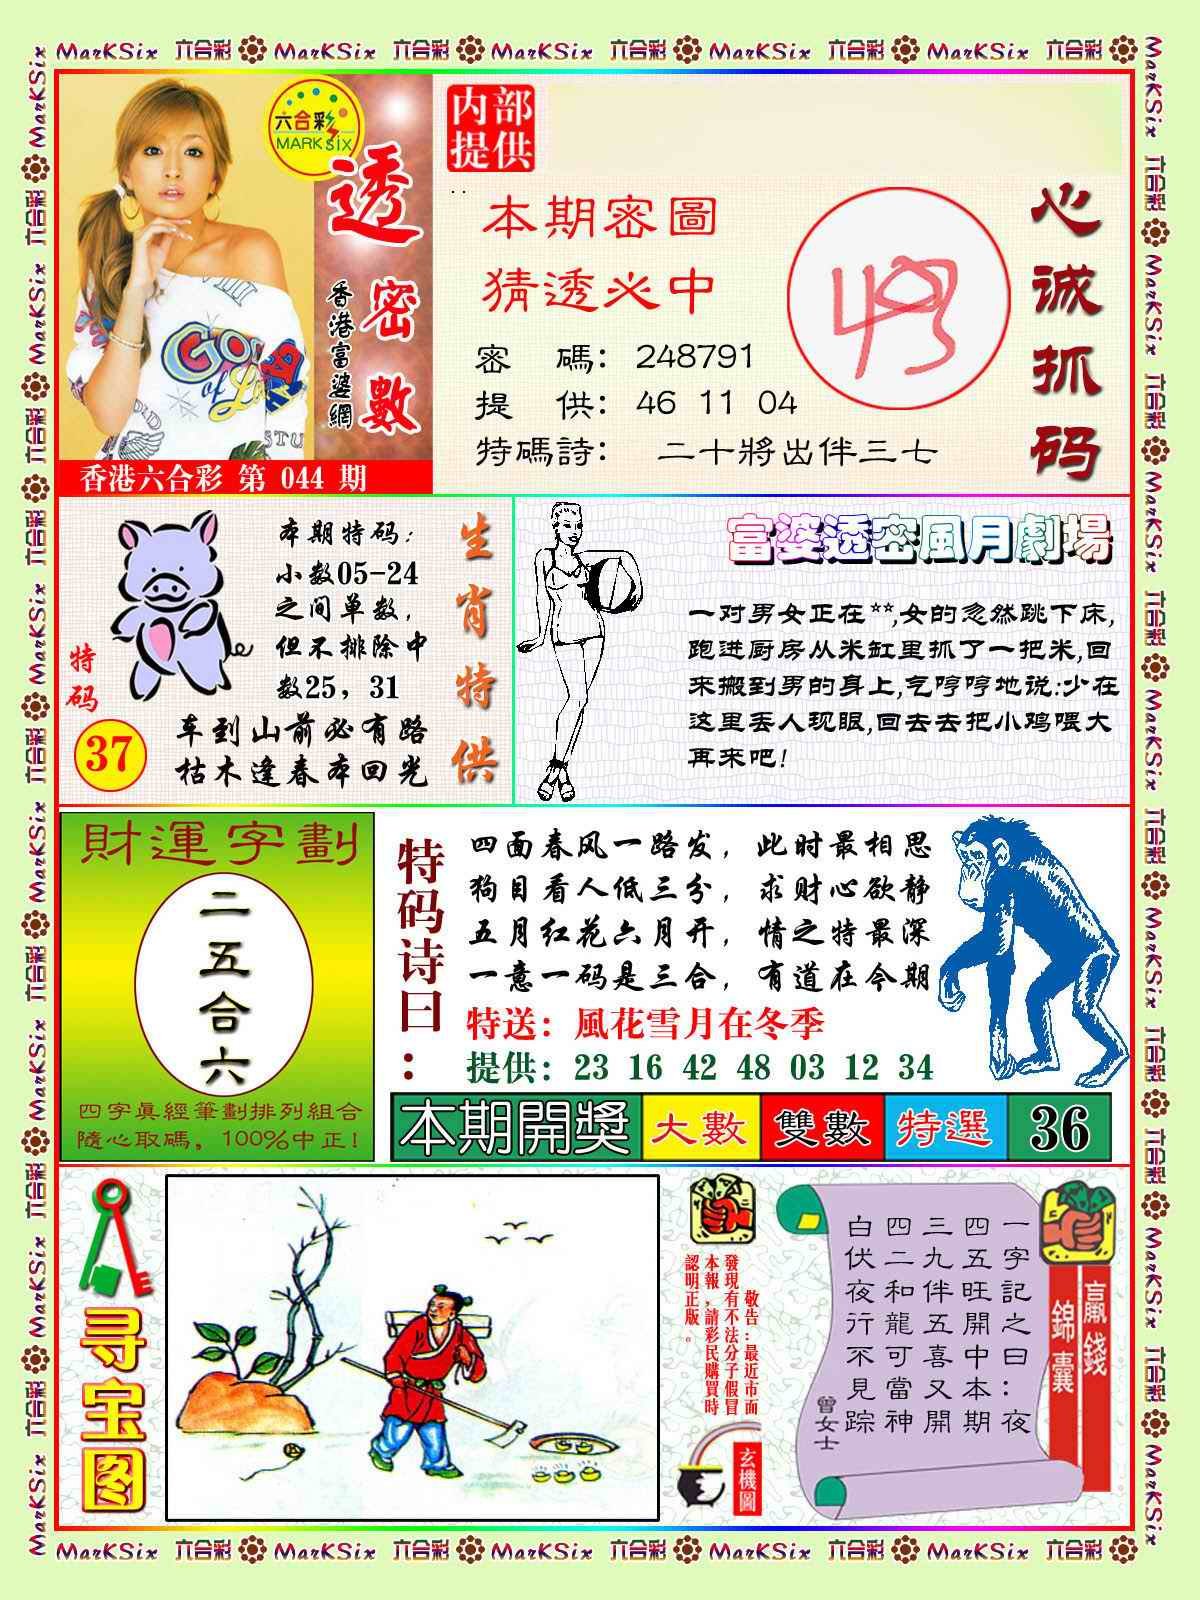 MarKSix 六合彩 MarKSix 六合彩 MarKSix 六合彩 MarKSix 六合彩 MarKSix 六合彩
六合彩
MARK SIX
透密數
香港富婆網
香港六合彩 第 044 期
内部
提供
本期密圖
猜透必中
密 碼: 248791
提 供: 46 11 04
特碼詩: 二十將出伴三七
心诚抓码
本期特码:
小数05-24
之间单数,
但不排除中
数25，31
特码
37
车到山前必有路
枯木逢春本回光
生肖特供
富婆透密風月劇場
一对男女正在**,女的忽然跳下床,
跑进厨房从米缸里抓了一把米,回
来搬到男的身上,气哼哼地说:少在
这里丢人现眼,回去去把小鸡喂大
再来吧!
財運字劃
二
五
合
六
四字眞經筆劃排列組合
隨心取碼，100%中正!
特码诗曰:
四面春风一路发，此时最相思
狗目看人低三分，求财心欲静
五月红花六月开，情之特最深
一意一码是三合，有道在今期
特送：風花雪月在冬季
提供：23 16 42 48 03 12 34
本期開獎 大數 雙數 特選 36
寻宝图
敬告:最近市面
發現有不法分子假冒
本報,請彩民購買時
認明正版。
玄機圖
贏錢
錦囊
一字記之曰:夜
四五旺開中本期
三九伴五喜又開
四二和龍可當神
白伏夜行不見踪
曾女士
MarKSix 六合彩 MarKSix 六合彩 MarKSix 六合彩 MarKSix 六合彩 MarKSix 六合彩